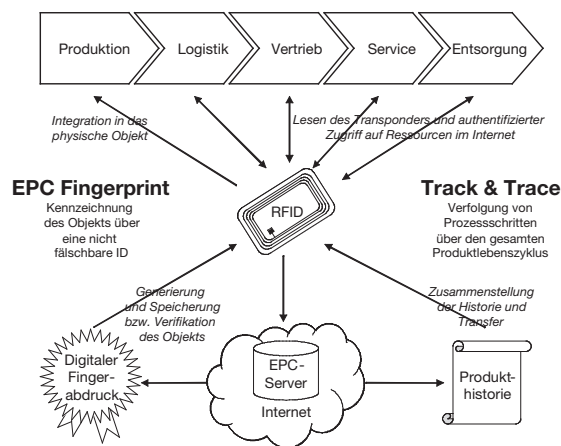 Produktion
Logistik
Vertrieb
Service
Entsorgung
Integration in das
physische Objekt
Lesen des Transponders und authentifizierter
Zugriff auf Ressourcen im Internet
EPC Fingerprint
Kennzeichnung
des Objekts über
eine nicht
fälschbare ID
RFID
Track & Trace
Verfolgung von
Prozessschritten
über den gesamten
Produktlebenszyklus
Generierung
und Speicherung
bzw. Verifikation
des Objekts
Zusammenstellung
der Historie und
Transfer
Digitaler
Finger-
abdruck
EPC-
Server
Internet
Produkt-
historie